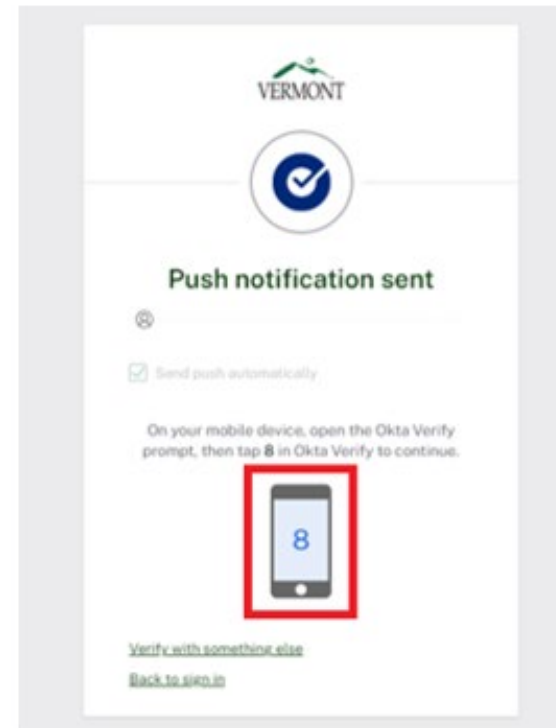 VERMONT
Push notification sent
Send push automatically
On your mobile device, open the Okta Verify
prompt, then tap 8 in Okta Verify to continue.
8
Verify with something else
Back to sign in